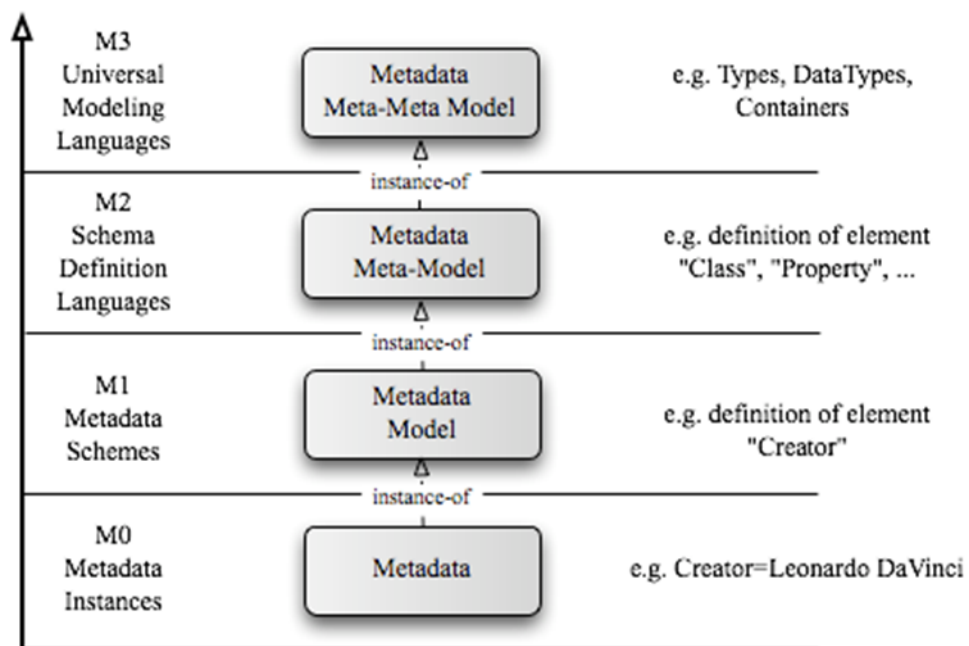 M3
Universal
Modeling
Languages
Metadata
Meta-Meta Model
e.g. Types, DataTypes,
Containers
instance-of
M2
Schema
Definition
Languages
Metadata
Meta-Model
e.g. definition of element
"Class", "Property", ...
instance-of
M1
Metadata
Schemes
Metadata
Model
e.g. definition of element
"Creator"
instance-of
M0
Metadata
Instances
Metadata
e.g. Creator=Leonardo DaVinci